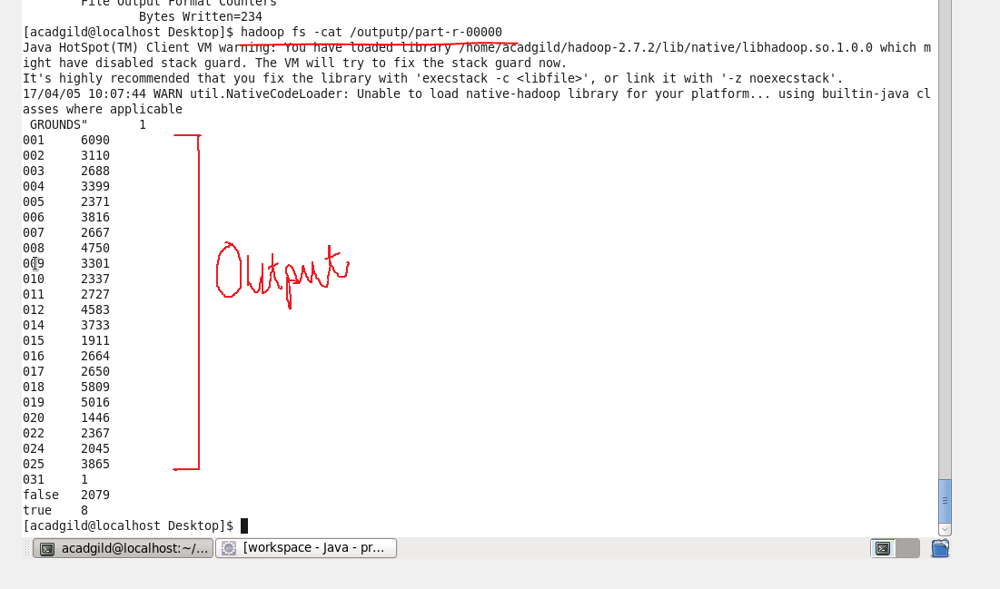 File Output Format Counters
Bytes Written=234
[acadgild@localhost Desktop]$ hadoop fs -cat /outputp/part-r-00000
Java HotSpot(TM) Client VM warning: You have loaded library /home/acadgild/hadoop-2.7.2/lib/native/libhadoop.so.1.0.0 which m
ight have disabled stack guard. The VM will try to fix the stack guard now.
It's highly recommended that you fix the library with 'execstack -c <libfile>', or link it with '-z noexecstack'.
17/04/05 10:07:44 WARN util.NativeCodeLoader: Unable to load native-hadoop library for your platform... using builtin-java cl
asses where applicable
GROUNDS" 1
001 6090
002 3110
003 2688
004 3399
005 2371
006 3816
007 2667
008 4750
009 3301
010 2337
011 2727
012 4583
014 3733
015 1911
016 2664
017 2650
018 5809
019 5016
020 1446
022 2367
024 2045
025 3865
031 1
false 2079
true 8
[acadgild@localhost Desktop]$
Output
acadgild@localhost:~/...
[workspace - Java - pr...